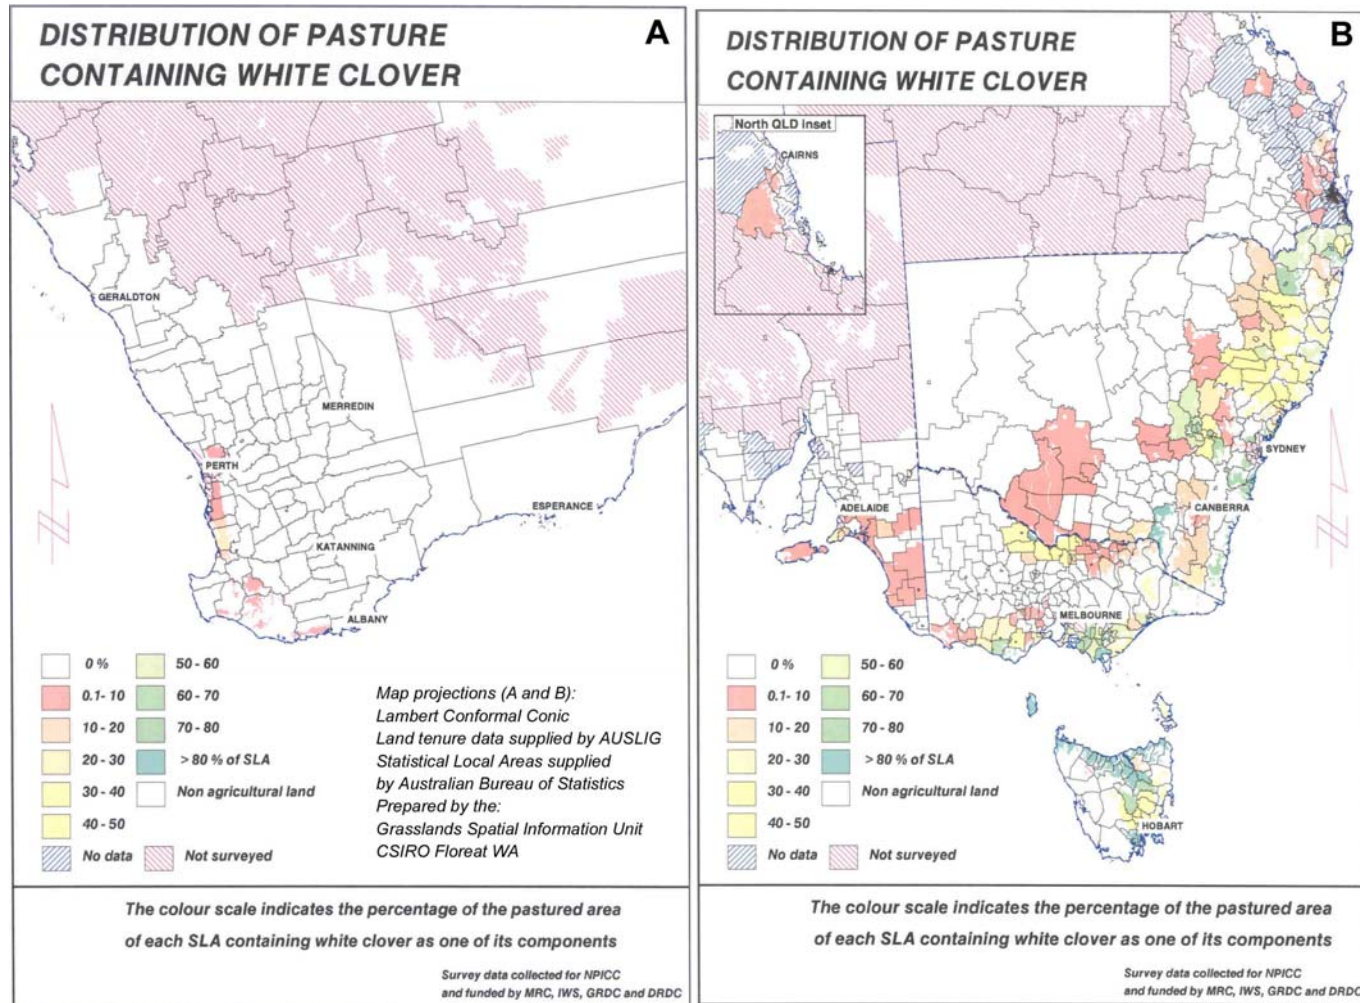 DISTRIBUTION OF PASTURE
CONTAINING WHITE CLOVER
A
GERALDTON
MERREDIN
PERTH
ESPERANCE
KATANNING
ALBANY
0 %
0.1- 10
10 - 20
20 - 30
30 - 40
40 - 50
No data
50 - 60
60 - 70
70 - 80
> 80 % of SLA
Non agricultural land
Not surveyed
Map projections (A and B):
Lambert Conformal Conic
Land tenure data supplied by AUSLIG
Statistical Local Areas supplied
by Australian Bureau of Statistics
Prepared by the:
Grasslands Spatial Information Unit
CSIRO Floreat WA
The colour scale indicates the percentage of the pastured area
of each SLA containing white clover as one of its components
Survey data collected for NPICC
and funded by MRC, IWS, GRDC and DRDC
DISTRIBUTION OF PASTURE
CONTAINING WHITE CLOVER
B
North QLD inset
CAIRNS
SYDNEY
ADELAIDE
CANBERRA
MELBOURNE
HOBART
0 %
0.1- 10
10 - 20
20 - 30
30 - 40
40 - 50
No data
50 - 60
60 - 70
70 - 80
> 80 % of SLA
Non agricultural land
Not surveyed
The colour scale indicates the percentage of the pastured area
of each SLA containing white clover as one of its components
Survey data collected for NPICC
and funded by MRC, IWS, GRDC and DRDC